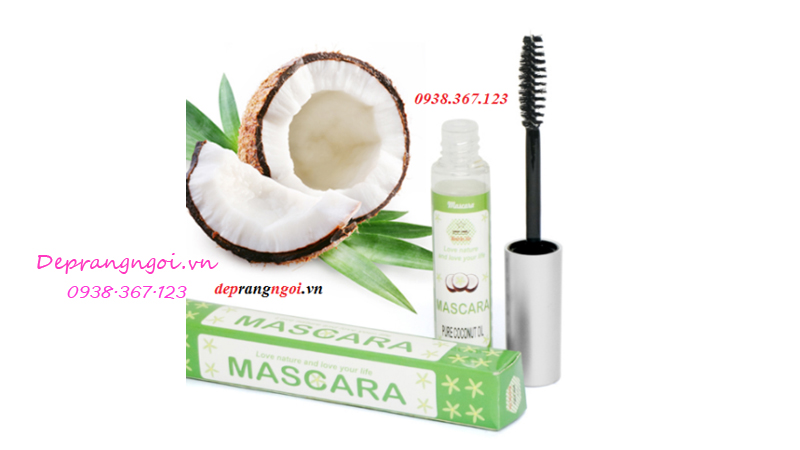 0938.367.123
Mascara
Love nature
and love your life
MASCARA
PURE COCONUT OIL
Deprangngoi.vn
0938.367.123
deprangngoi.vn
MASCARA
Love nature and love your life
MASCARA